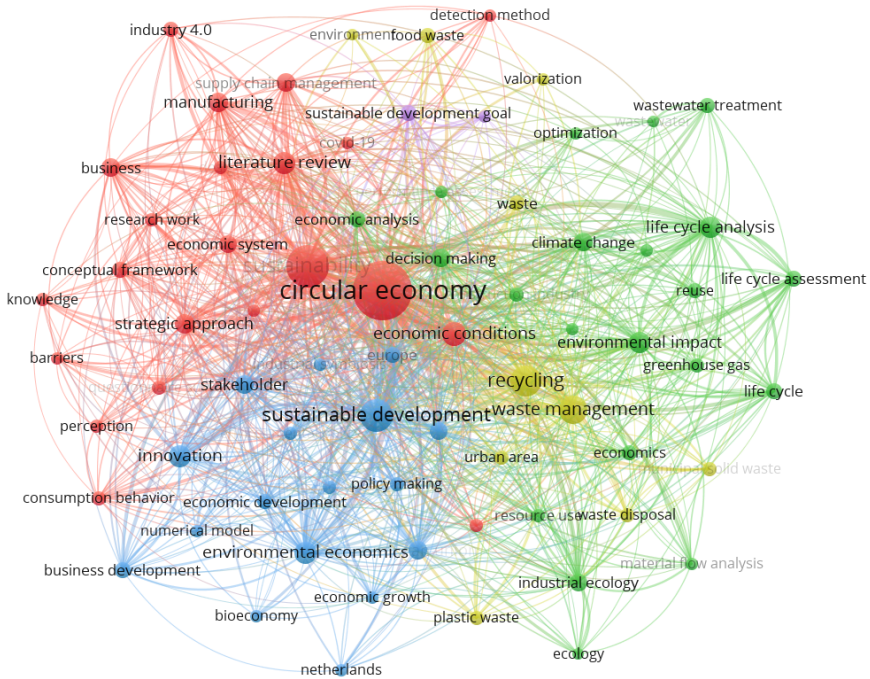 detection method
industry 4.0
environment
food waste
valorization
supply chain management
manufacturing
wastewater treatment
sustainable development goal
wastewater
optimization
covid-19
literature review
business
waste
research work
economic analysis
life cycle analysis
economic system
climate change
decision making
sustainability
conceptual framework
life cycle assessment
circular economy
reuse
knowledge
strategic approach
economic conditions
environmental impact
europe
barriers
greenhouse gas
industrial symbiosis
recycling
stakeholder
life cycle
waste management
sustainable development
perception
economics
innovation
urban area
municipal solid waste
policy making
consumption behavior
economic development
resource use
waste disposal
numerical model
environmental economics
material flow analysis
business development
industrial ecology
economic growth
bioeconomy
plastic waste
ecology
netherlands